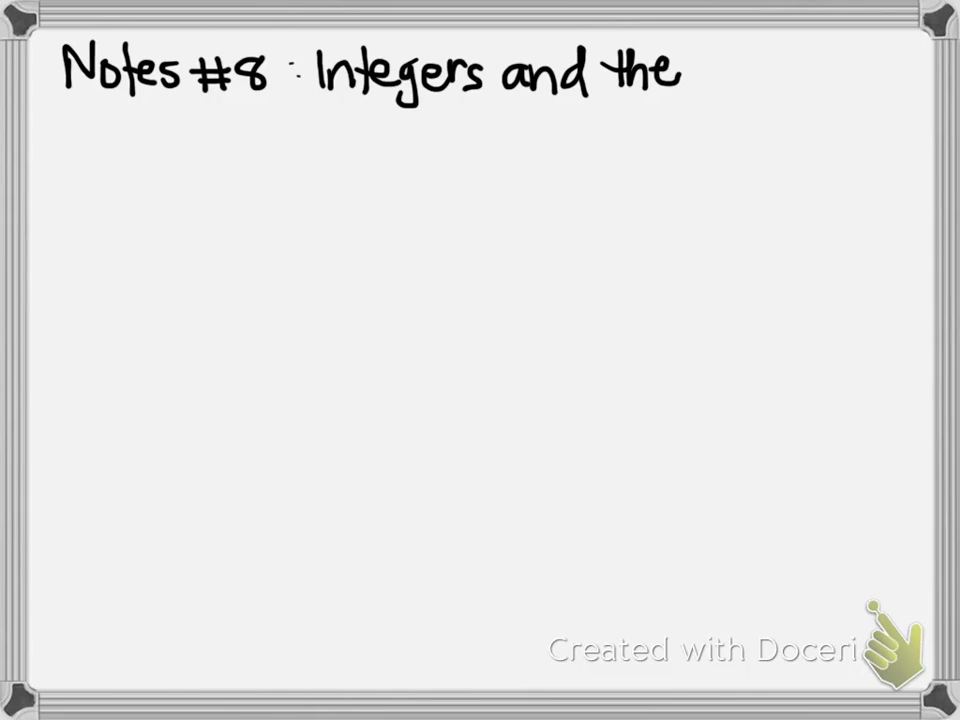 Notes #8 : Integers and the
Created with Doceri